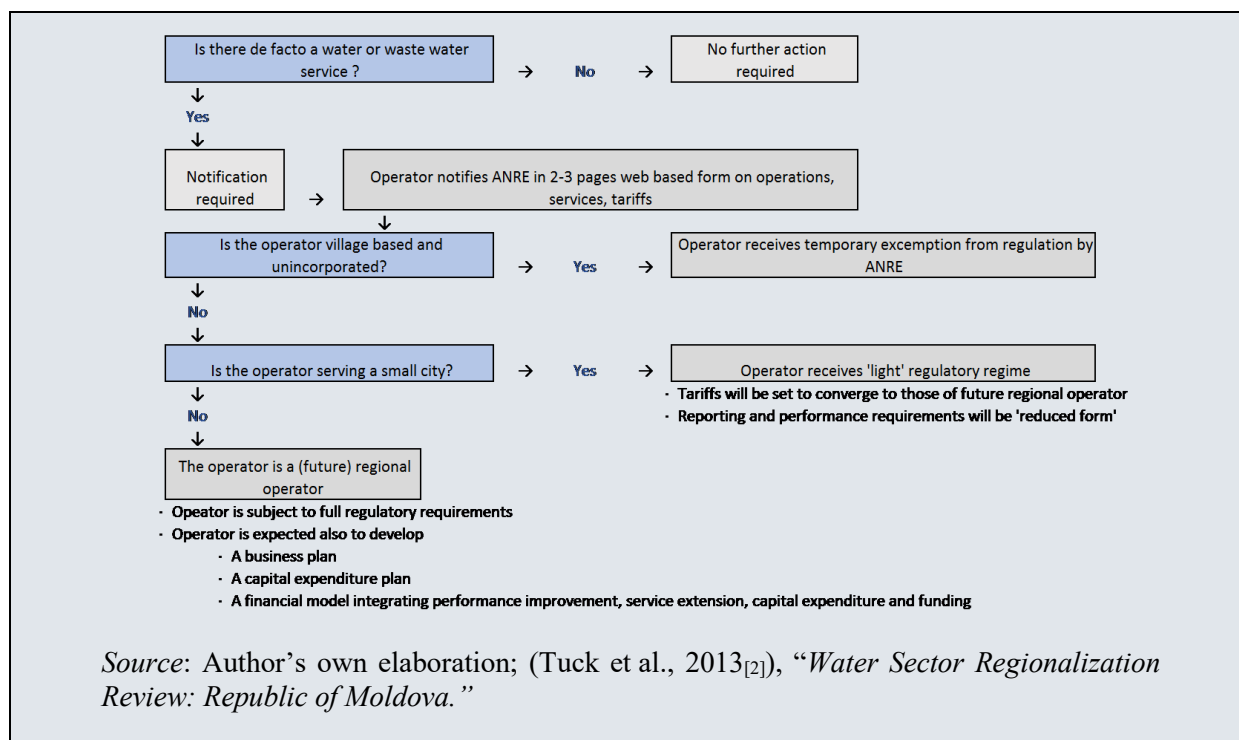 Is there de facto a water or waste water
service ?
→ No →
No further action
required
↓
Yes
↓
Notification
required
→
Operator notifies ANRE in 2-3 pages web based form on operations,
services, tariffs
↓
Is the operator village based and
unincorporated?
→ Yes →
Operator receives temporary excemption from regulation by
ANRE
↓
No
↓
Is the operator serving a small city?
→ Yes →
Operator receives 'light' regulatory regime
· Tariffs will be set to converge to those of future regional operator
· Reporting and performance requirements will be 'reduced form'
↓
No
↓
The operator is a (future) regional
operator
· Opeator is subject to full regulatory requirements
· Operator is expected also to develop
· A business plan
· A capital expenditure plan
· A financial model integrating performance improvement, service extension, capital expenditure and funding
Source: Author's own elaboration; (Tuck et al., 2013[2]), “Water Sector Regionalization
Review: Republic of Moldova.”